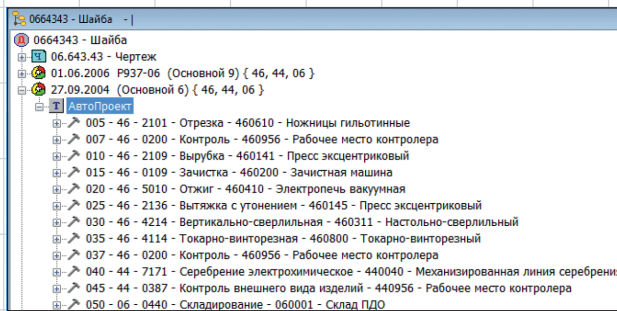 0664343 - Шайба - |
0664343 - Шайба
06.643.43 - Чертеж
01.06.2006 Р937-06 (Основной 9) { 46, 44, 06 }
27.09.2004 (Основной 6) { 46, 44, 06 }
Т АвтоПроект
005 - 46 - 2101 - Отрезка - 460610 - Ножницы гильотинные
007 - 46 - 0200 - Контроль - 460956 - Рабочее место контролера
010 - 46 - 2109 - Вырубка - 460141 - Пресс эксцентриковый
015 - 46 - 0109 - Зачистка - 460200 - Зачистная машина
020 - 46 - 5010 - Отжиг - 460410 - Электропечь вакуумная
025 - 46 - 2136 - Вытяжка с утонением - 460145 - Пресс эксцентриковый
030 - 46 - 4214 - Вертикально-сверлильная - 460311 - Настольно-сверлильный
035 - 46 - 4114 - Токарно-винторезная - 460800 - Токарно-винторезный
037 - 46 - 0200 - Контроль - 460956 - Рабочее место контролера
040 - 44 - 7171 - Серебрение электрохимическое - 440040 - Механизированная линия серебрени
045 - 44 - 0387 - Контроль внешнего вида изделий - 440956 - Рабочее место контролера
050 - 06 - 0440 - Складирование - 060001 - Склад ПДО